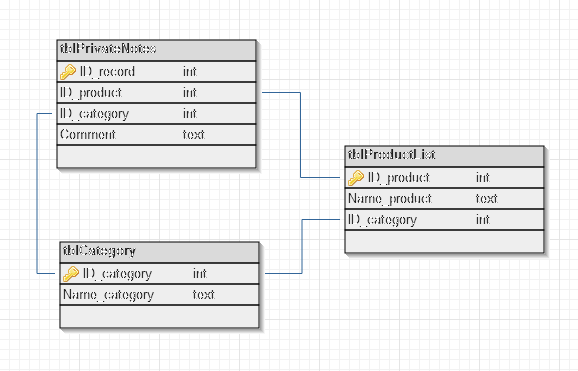 tblPrivateNotes
ID_record int
ID_product int
ID_category int
Comment text
tblProductList
ID_product int
Name_product text
ID_category int
tblCategory
ID_category int
Name_category text